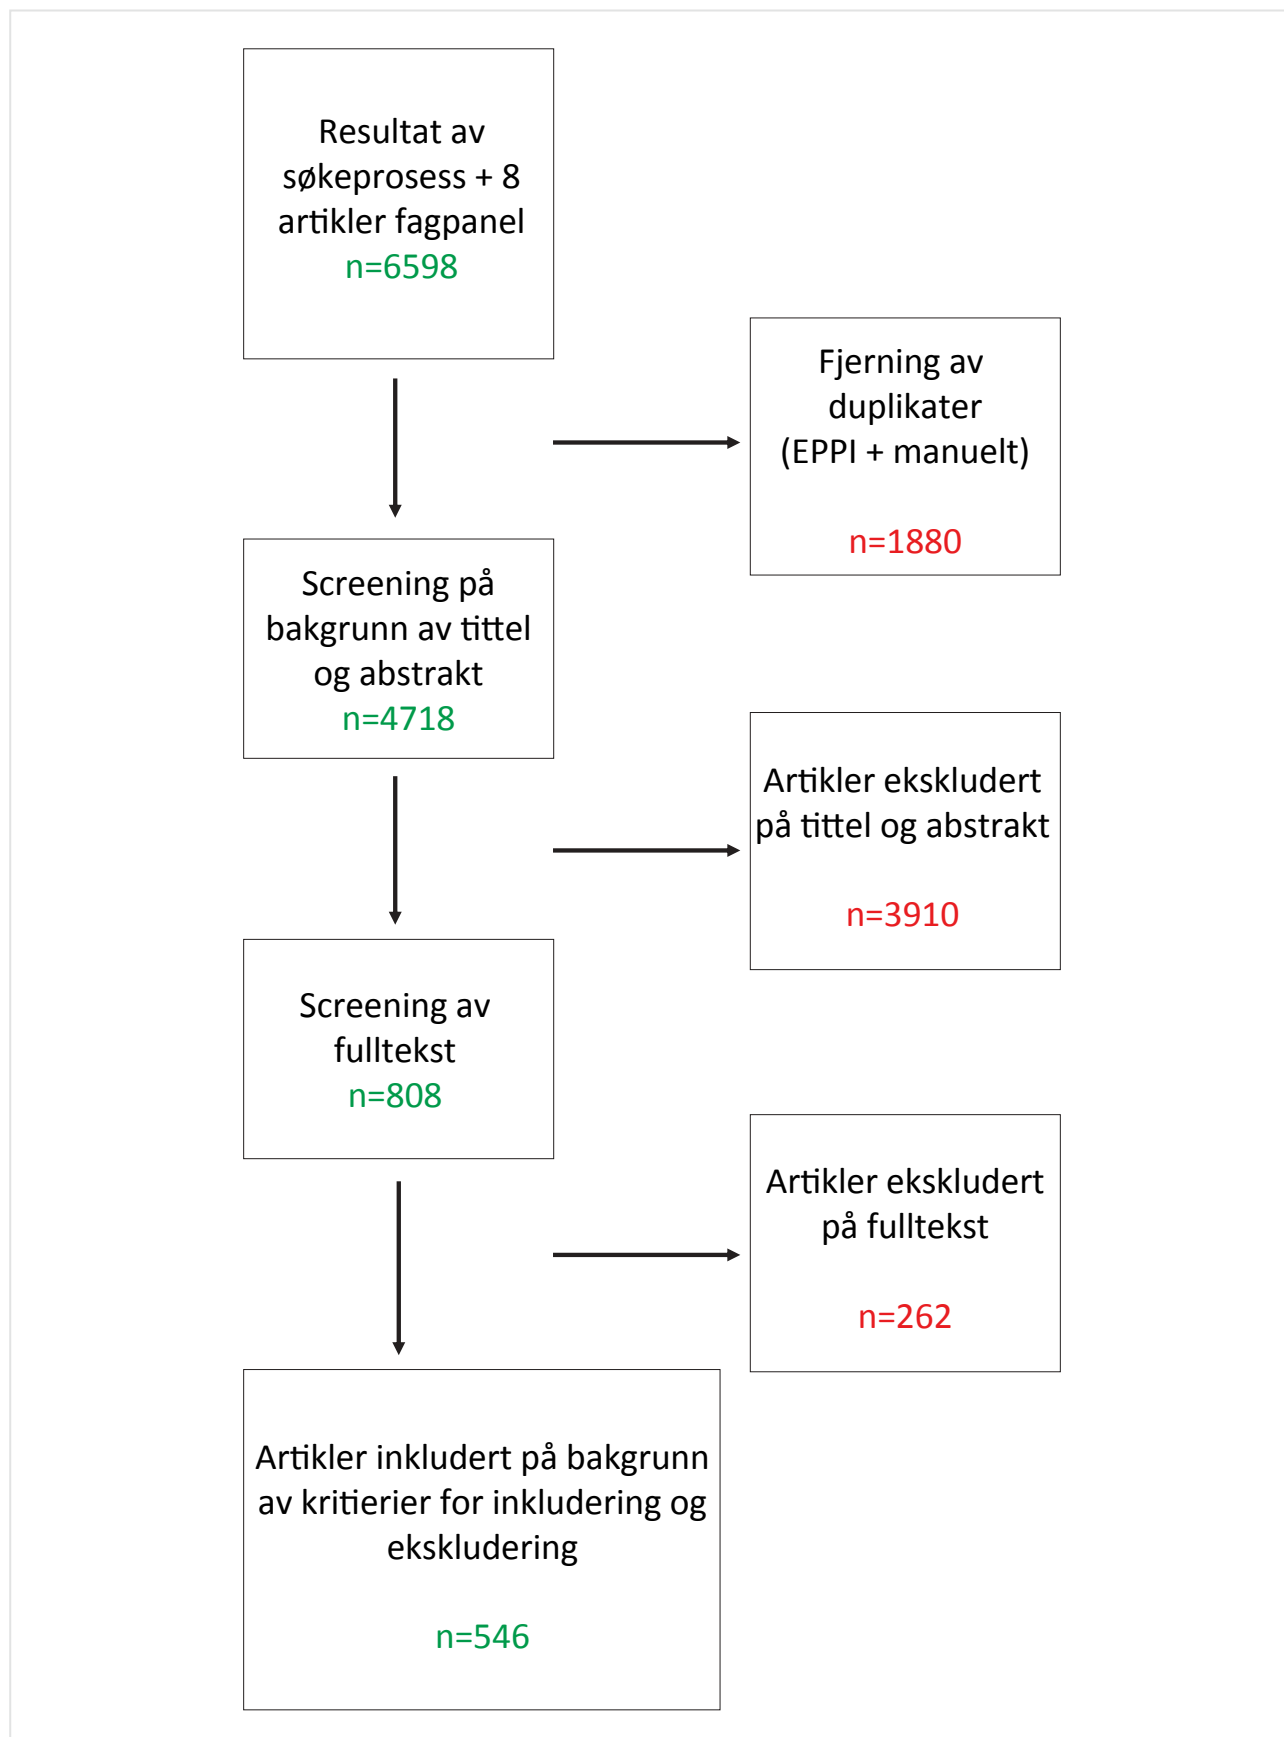 Resultat av
søkeprosess + 8
artikler fagpanel
n=6598
Fjerning av
duplikater
(EPPI + manuelt)
n=1880
Screening på
bakgrunn av tittel
og abstrakt
n=4718
Artikler ekskludert
på tittel og abstrakt
n=3910
Screening av
fulltekst
n=808
Artikler ekskludert
på fulltekst
n=262
Artikler inkludert på bakgrunn
av kritierier for inkludering og
ekskludering
n=546